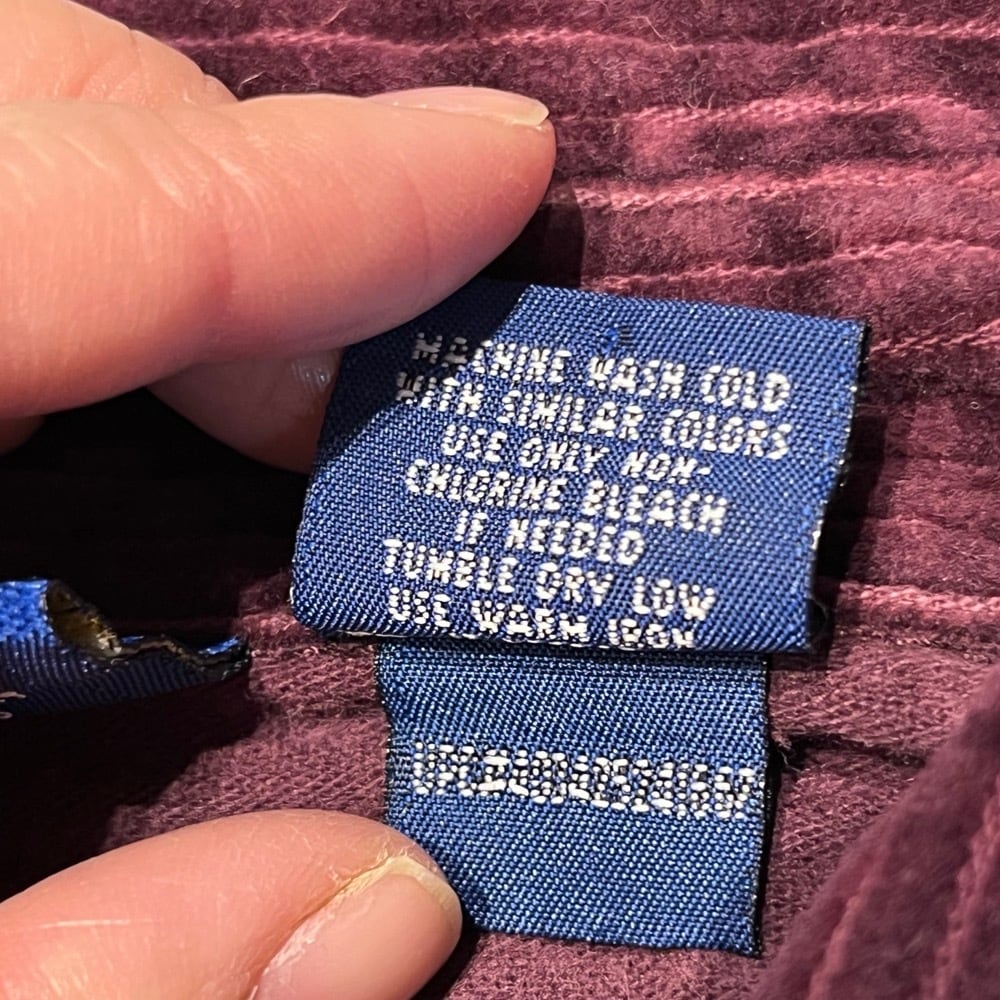 MACHINE WASH COLD
WITH SIMILAR COLORS
USE ONLY NON-
CHLORINE BLEACH
IF NEEDED
TUMBLE DRY LOW
USE WARM IRON